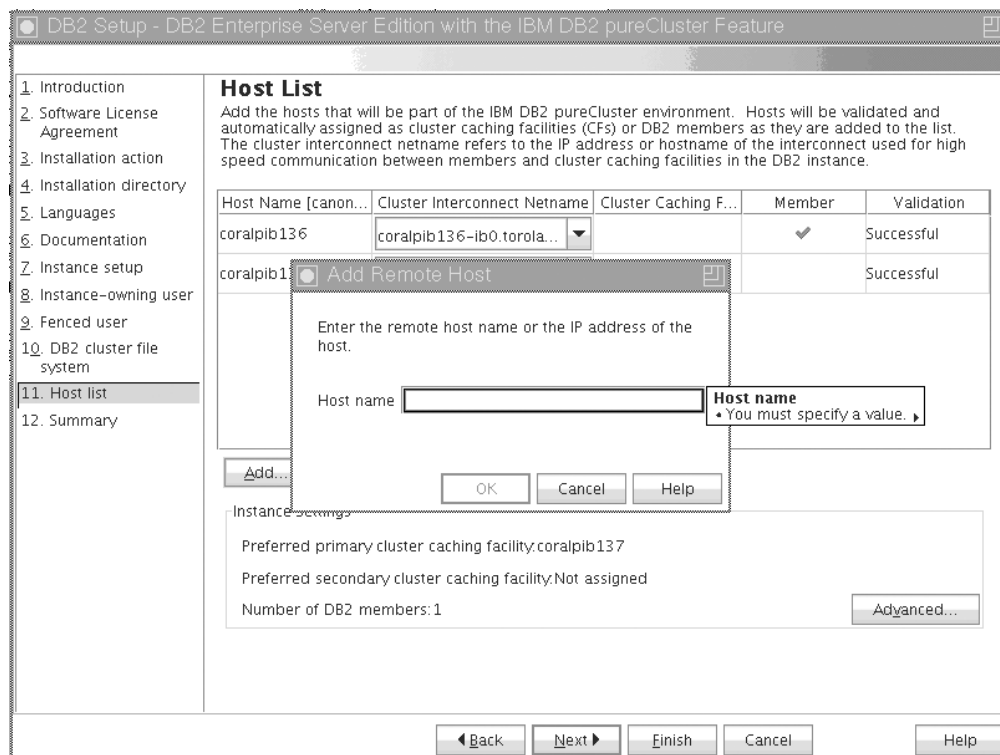 DB2 Setup - DB2 Enterprise Server Edition with the IBM DB2 pureCluster Feature
1. Introduction
2. Software License
Agreement
3. Installation action
4. Installation directory
5. Languages
6. Documentation
7. Instance setup
8. Instance-owning user
9. Fenced user
10. DB2 cluster file
system
11. Host list
12. Summary
Host List
Add the hosts that will be part of the IBM DB2 pureCluster environment. Hosts will be validated and
automatically assigned as cluster caching facilities (CFs) or DB2 members as they are added to the list.
The cluster interconnect netname refers to the IP address or hostname of the interconnect used for high
speed communication between members and cluster caching facilities in the DB2 instance.
Host Name [canon... Cluster Interconnect Netname Cluster Caching F... Member Validation
coralpib136 coralpib136-ib0.torola... Successful
Successful
Add Remote Host
Enter the remote host name or the IP address of the
host.
Host name
Host name
• You must specify a value.
OK Cancel Help
Add...
Instance Settings
Preferred primary cluster caching facility:coralpib137
Preferred secondary cluster caching facility:Not assigned
Number of DB2 members:1
Advanced...
Back Next Finish Cancel Help